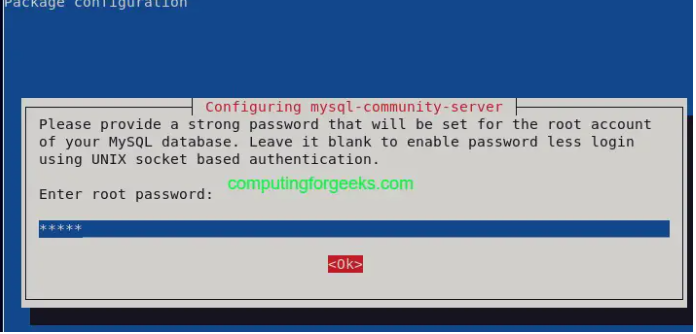 Package configuration
Configuring mysql-community-server
Please provide a strong password that will be set for the root account
of your MySQL database. Leave it blank to enable password less login
using UNIX socket based authentication.
computingforgeeks.com
Enter root password:
*****
<Ok>